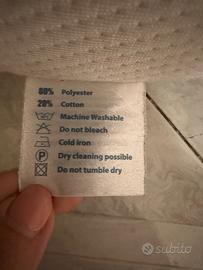 80% Polyester
20% Cotton
Machine Washable
Do not bleach
Cold iron
P Dry cleaning possible
Do not tumble dry
subito